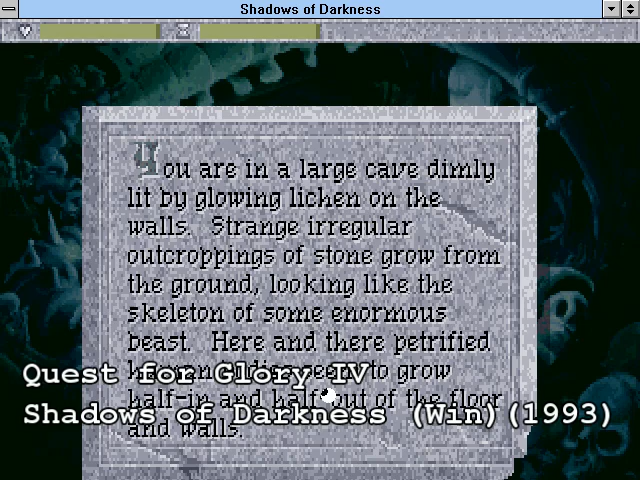 Shadows of Darkness
You are in a large cave dimly
lit by glowing lichen on the
walls. Strange irregular
outcroppings of stone grow from
the ground, looking like the
skeleton of some enormous
beast. Here and there petrified
to grow
Quest for Glory IV
half-in and half-out of the floor
Shadows of Darkness (Win)(1993)
and walls.